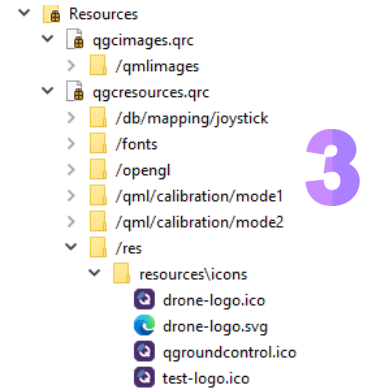 Resources
qgcimages.qrc
/qmlimages
qgcresources.qrc
/db/mapping/joystick
/fonts
/opengl
/qml/calibration/mode1
/qml/calibration/mode2
/res
resources\icons
drone-logo.ico
drone-logo.svg
qgroundcontrol.ico
test-logo.ico
3